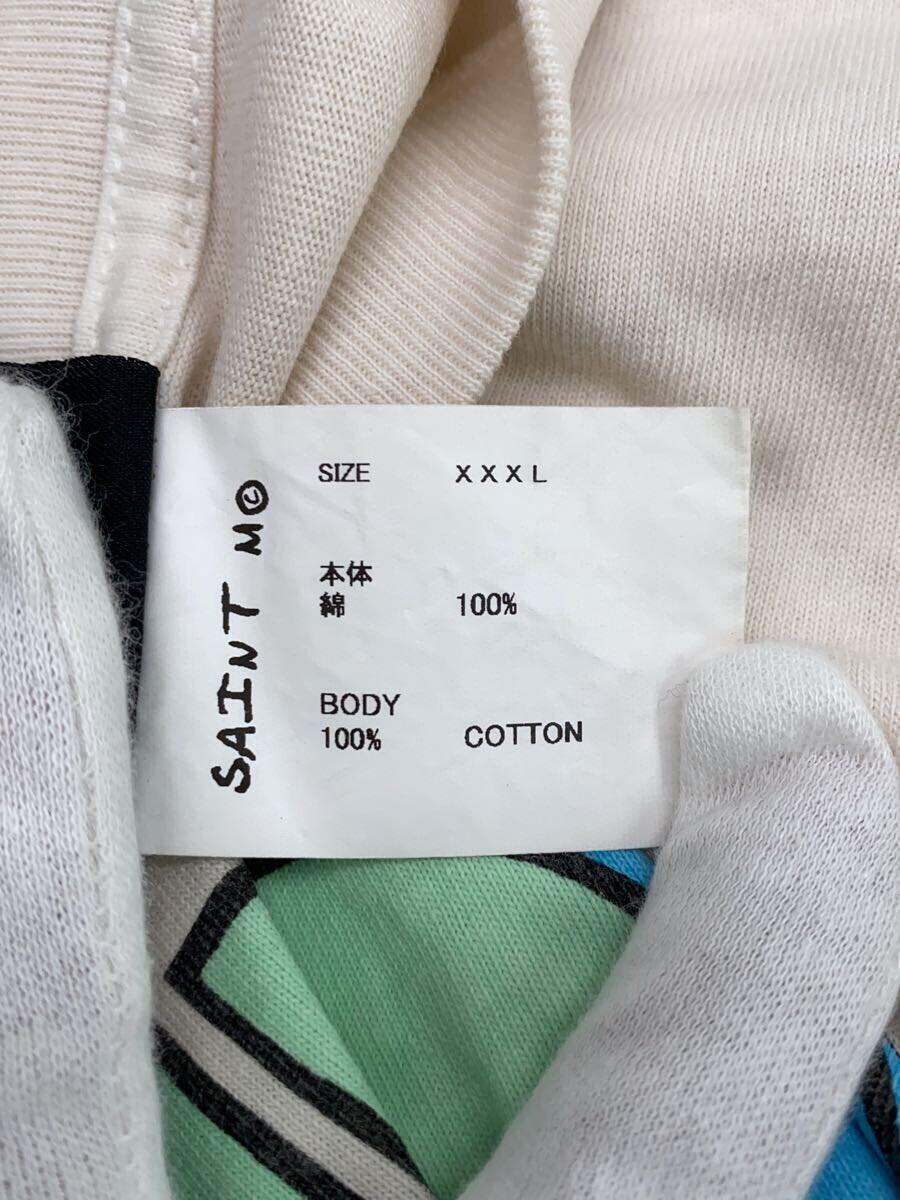 SAINT M©
SIZE XXXL
本体
綿 100%
BODY
100% COTTON